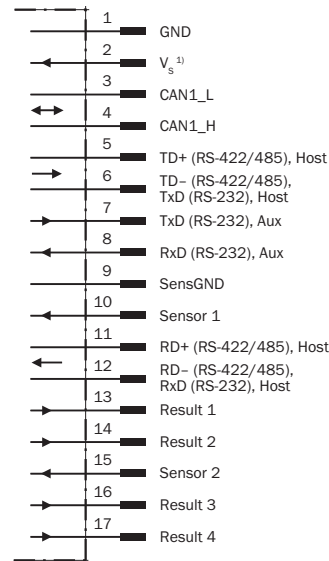 1
GND
2
Vs 1)
3
CAN1_L
4
CAN1_H
5
TD+ (RS-422/485), Host
6
TD– (RS-422/485),
TxD (RS-232), Host
7
TxD (RS-232), Aux
8
RxD (RS-232), Aux
9
SensGND
10
Sensor 1
11
RD+ (RS-422/485), Host
12
RD– (RS-422/485),
RxD (RS-232), Host
13
Result 1
14
Result 2
15
Sensor 2
16
Result 3
17
Result 4